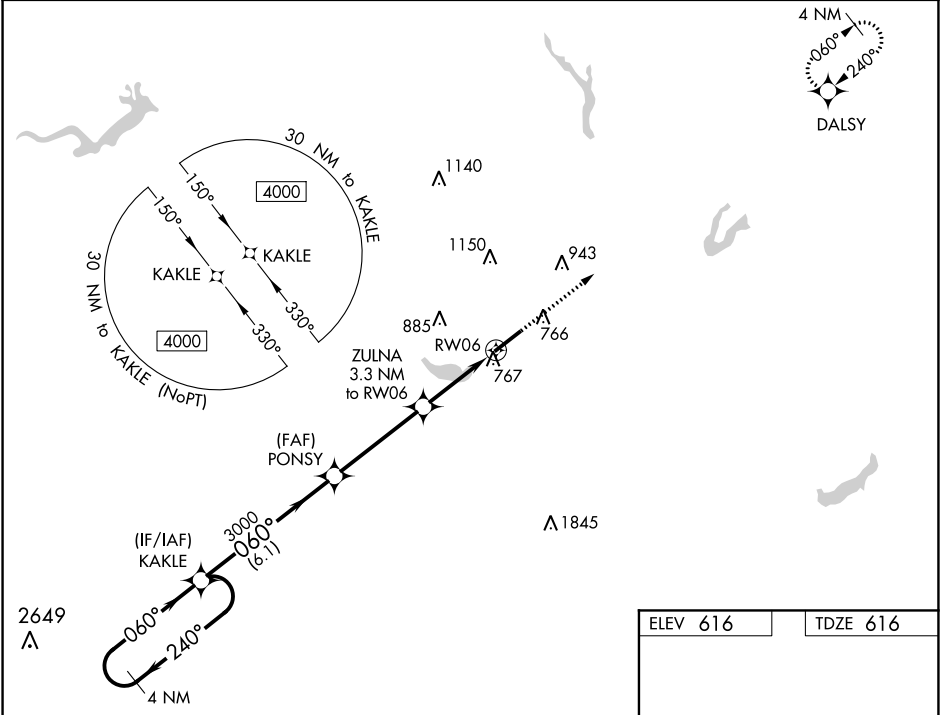 4 NM
060°
240°
DALSY
30 NM to KAKLE
4000
150°
KAKLE
330°
150°
KAKLE
4000
330°
30 NM to KAKLE (NoPT)
1140
1150
943
885
766
RW06
767
ZULNA
3.3 NM
to RW06
(FAF)
PONSY
1845
3000
060°
(6.1)
(IF/IAF)
KAKLE
2649
060°
240°
4 NM
ELEV 616
TDZE 616